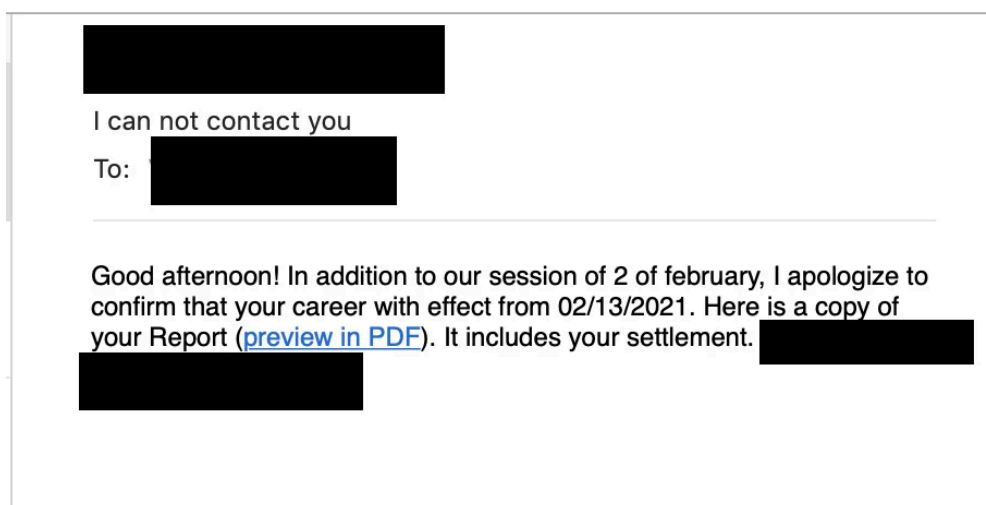 I can not contact you
To:
Good afternoon! In addition to our session of 2 of february, I apologize to
confirm that your career with effect from 02/13/2021. Here is a copy of
your Report (preview in PDF). It includes your settlement.